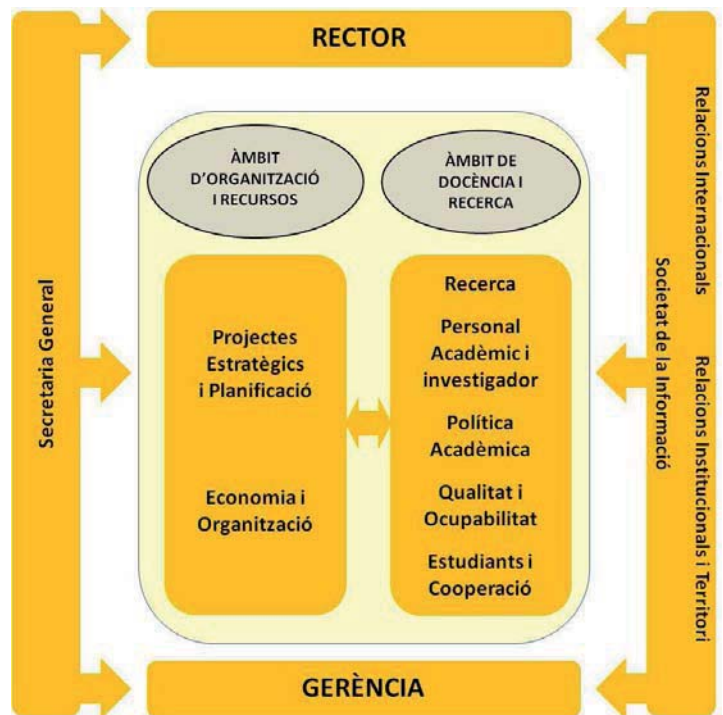 RECTOR
Secretaria General
ÀMBIT
D'ORGANITZACIÓ
I RECURSOS
Projectes
Estratègics
i Planificació
Economia i
Organització
ÀMBIT DE
DOCÈNCIA I
RECERCA
Recerca
Personal
Acadèmic i
investigador
Política
Acadèmica
Qualitat i
Ocupabilitat
Estudiants i
Cooperació
Societat de la Informació
Relacions Internacionals
Relacions Institucionals i Territori
GERÈNCIA